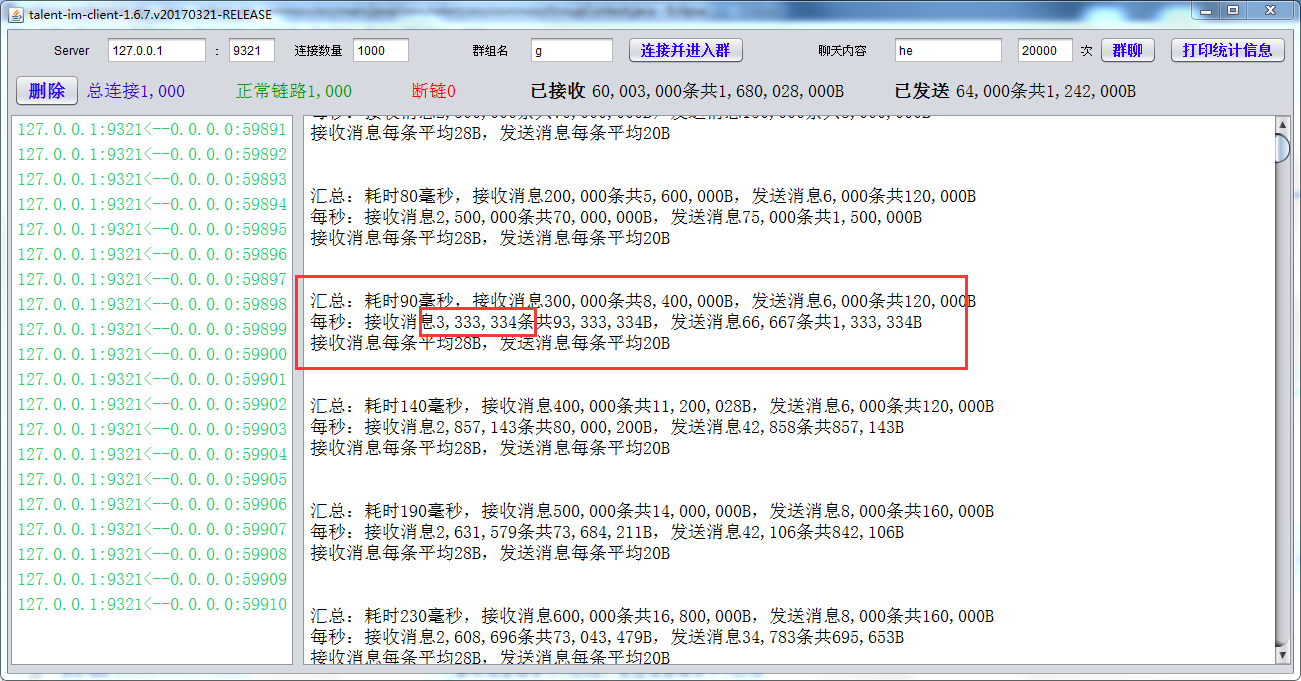 talent-im-client-1.6.7.v20170321-RELEASE
Server 127.0.0.1 : 9321 连接数量 1000 群组名 g 连接并进入群 聊天内容 he 20000 次 群聊 打印统计信息
删除 总连接1,000 正常链路1,000 断链0 已接收 60,003,000条共1,680,028,000B 已发送 64,000条共1,242,000B
127.0.0.1:9321<--0.0.0.0:59891
127.0.0.1:9321<--0.0.0.0:59892
127.0.0.1:9321<--0.0.0.0:59893
127.0.0.1:9321<--0.0.0.0:59894
127.0.0.1:9321<--0.0.0.0:59895
127.0.0.1:9321<--0.0.0.0:59896
127.0.0.1:9321<--0.0.0.0:59897
127.0.0.1:9321<--0.0.0.0:59898
127.0.0.1:9321<--0.0.0.0:59899
127.0.0.1:9321<--0.0.0.0:59900
127.0.0.1:9321<--0.0.0.0:59901
127.0.0.1:9321<--0.0.0.0:59902
127.0.0.1:9321<--0.0.0.0:59903
127.0.0.1:9321<--0.0.0.0:59904
127.0.0.1:9321<--0.0.0.0:59905
127.0.0.1:9321<--0.0.0.0:59906
127.0.0.1:9321<--0.0.0.0:59907
127.0.0.1:9321<--0.0.0.0:59908
127.0.0.1:9321<--0.0.0.0:59909
127.0.0.1:9321<--0.0.0.0:59910
接收消息每条平均28B，发送消息每条平均20B
汇总：耗时80毫秒，接收消息200,000条共5,600,000B，发送消息6,000条共120,000B
每秒：接收消息2,500,000条共70,000,000B，发送消息75,000条共1,500,000B
接收消息每条平均28B，发送消息每条平均20B
汇总：耗时90毫秒，接收消息300,000条共8,400,000B，发送消息6,000条共120,000B
每秒：接收消息3,333,334条共93,333,334B，发送消息66,667条共1,333,334B
接收消息每条平均28B，发送消息每条平均20B
汇总：耗时140毫秒，接收消息400,000条共11,200,028B，发送消息6,000条共120,000B
每秒：接收消息2,857,143条共80,000,200B，发送消息42,858条共857,143B
接收消息每条平均28B，发送消息每条平均20B
汇总：耗时190毫秒，接收消息500,000条共14,000,000B，发送消息8,000条共160,000B
每秒：接收消息2,631,579条共73,684,211B，发送消息42,106条共842,106B
接收消息每条平均28B，发送消息每条平均20B
汇总：耗时230毫秒，接收消息600,000条共16,800,000B，发送消息8,000条共160,000B
每秒：接收消息2,608,696条共73,043,479B，发送消息34,783条共695,653B
接收消息每条平均28B，发送消息每条平均20B